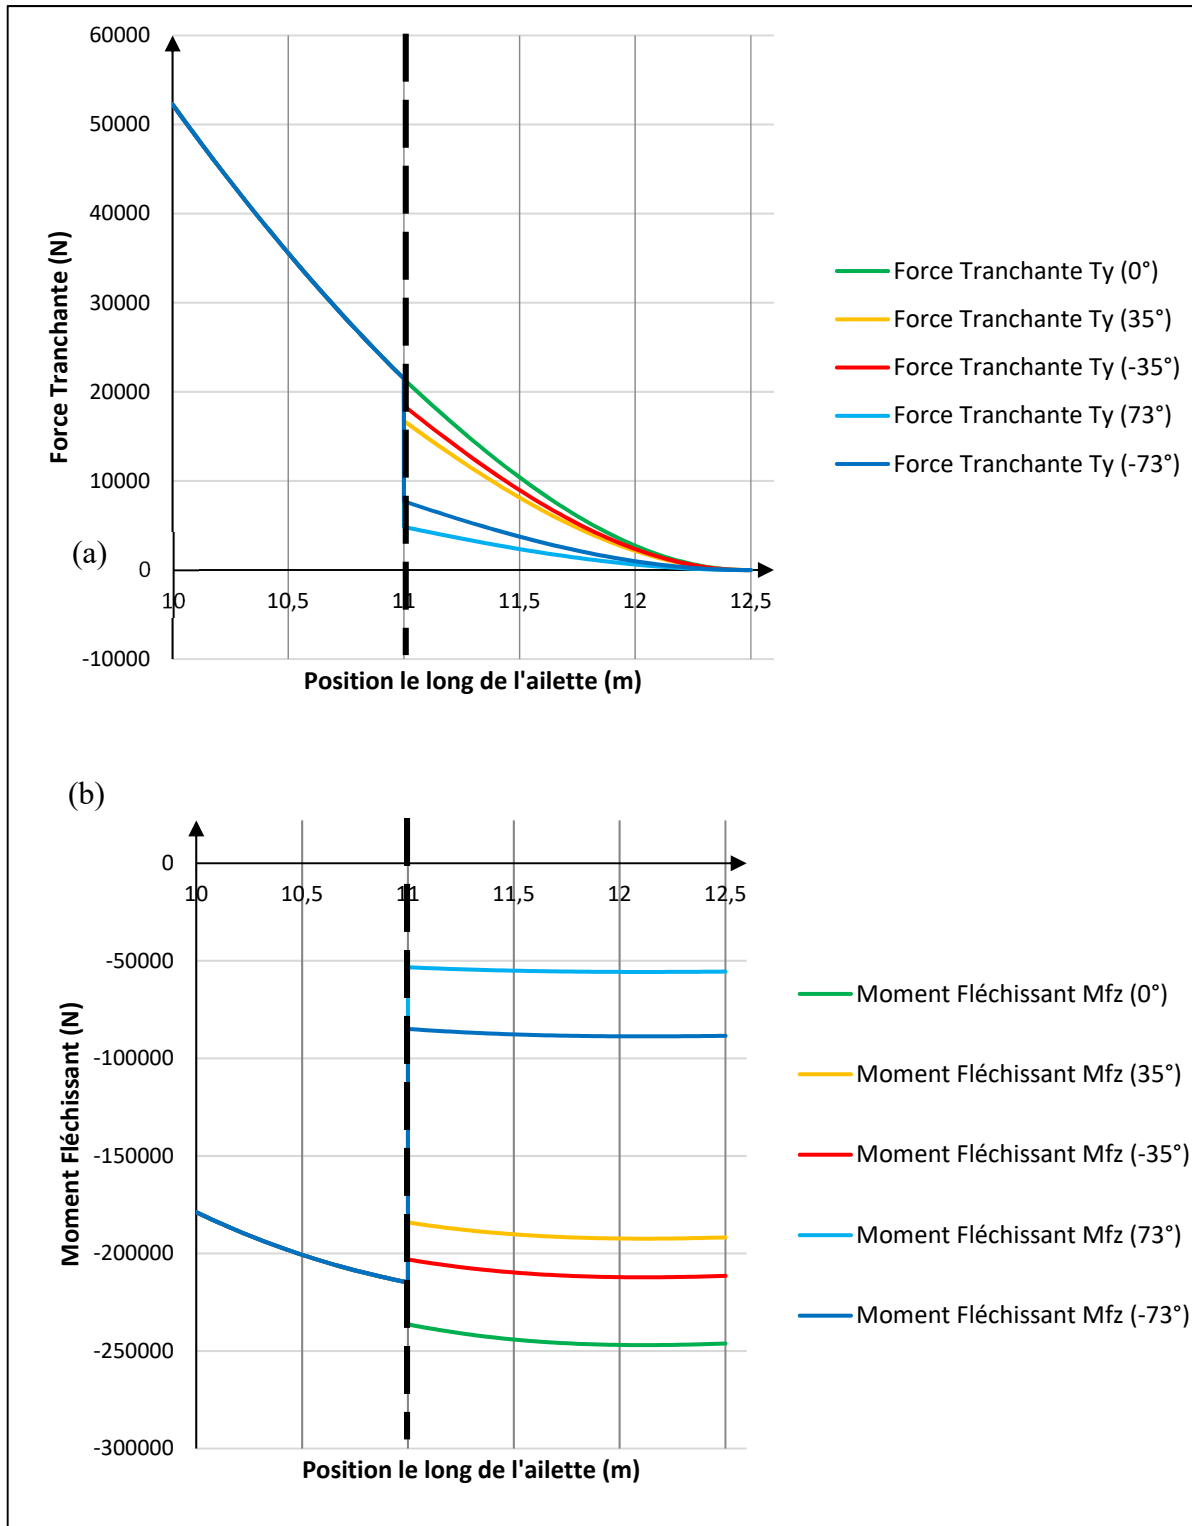 60000
50000
40000
30000
20000
10000
0
-10000
Force Tranchante (N)
(a)
10 10,5 11 11,5 12 12,5
Position le long de l'ailette (m)
Force Tranchante Ty (0°)
Force Tranchante Ty (35°)
Force Tranchante Ty (-35°)
Force Tranchante Ty (73°)
Force Tranchante Ty (-73°)
(b)
0
10 10,5 11 11,5 12 12,5
-50000
-100000
-150000
-200000
-250000
-300000
Moment Fléchissant (N)
Position le long de l'ailette (m)
Moment Fléchissant Mfz (0°)
Moment Fléchissant Mfz (35°)
Moment Fléchissant Mfz (-35°)
Moment Fléchissant Mfz (73°)
Moment Fléchissant Mfz (-73°)